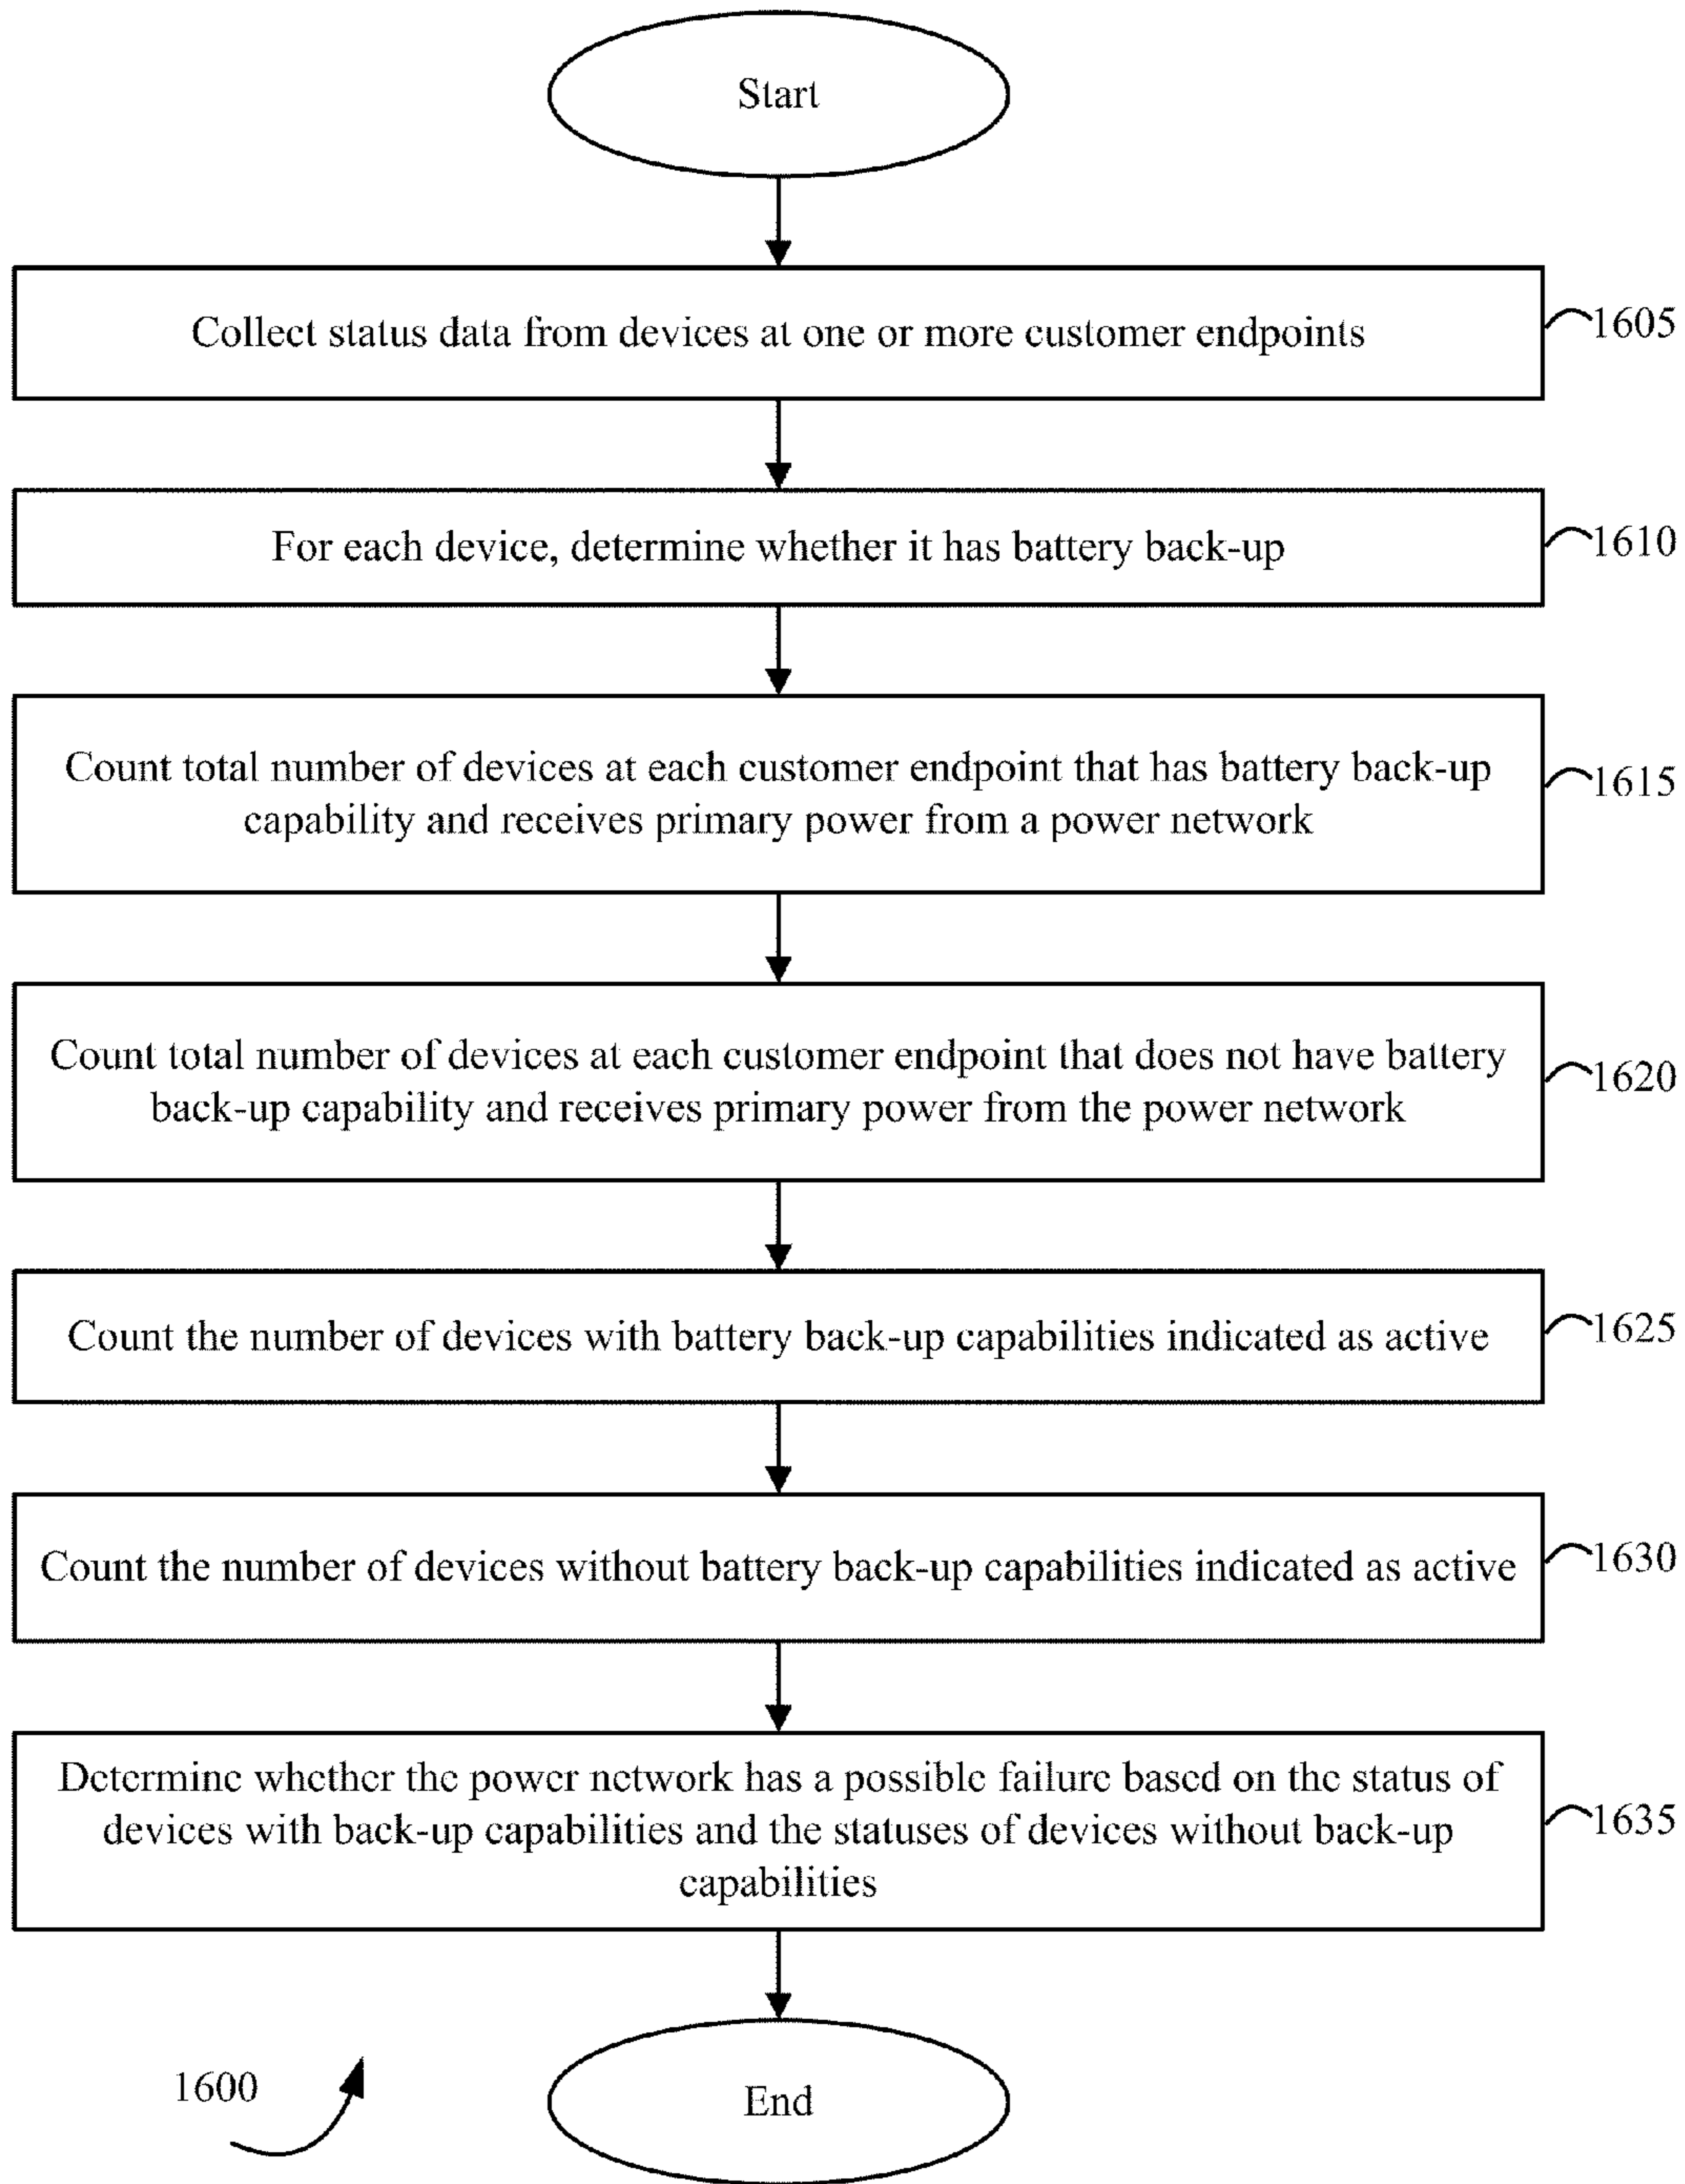 Start
Collect status data from devices at one or more customer endpoints
1605
For each device, determine whether it has battery back-up
1610
Count total number of devices at each customer endpoint that has battery back-up
capability and receives primary power from a power network
1615
Count total number of devices at each customer endpoint that does not have battery
back-up capability and receives primary power from the power network
1620
Count the number of devices with battery back-up capabilities indicated as active
1625
Count the number of devices without battery back-up capabilities indicated as active
1630
Determine whether the power network has a possible failure based on the status of
devices with back-up capabilities and the statuses of devices without back-up
capabilities
1635
1600
End